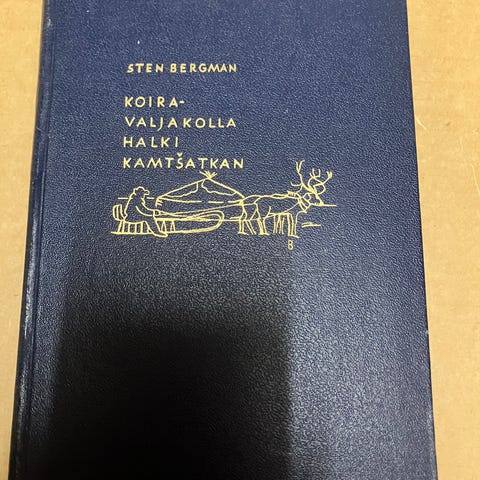 STEN BERGMAN
KOIRA-
VALJAKOLLA
HALKI
KAMTŠATKAN
B